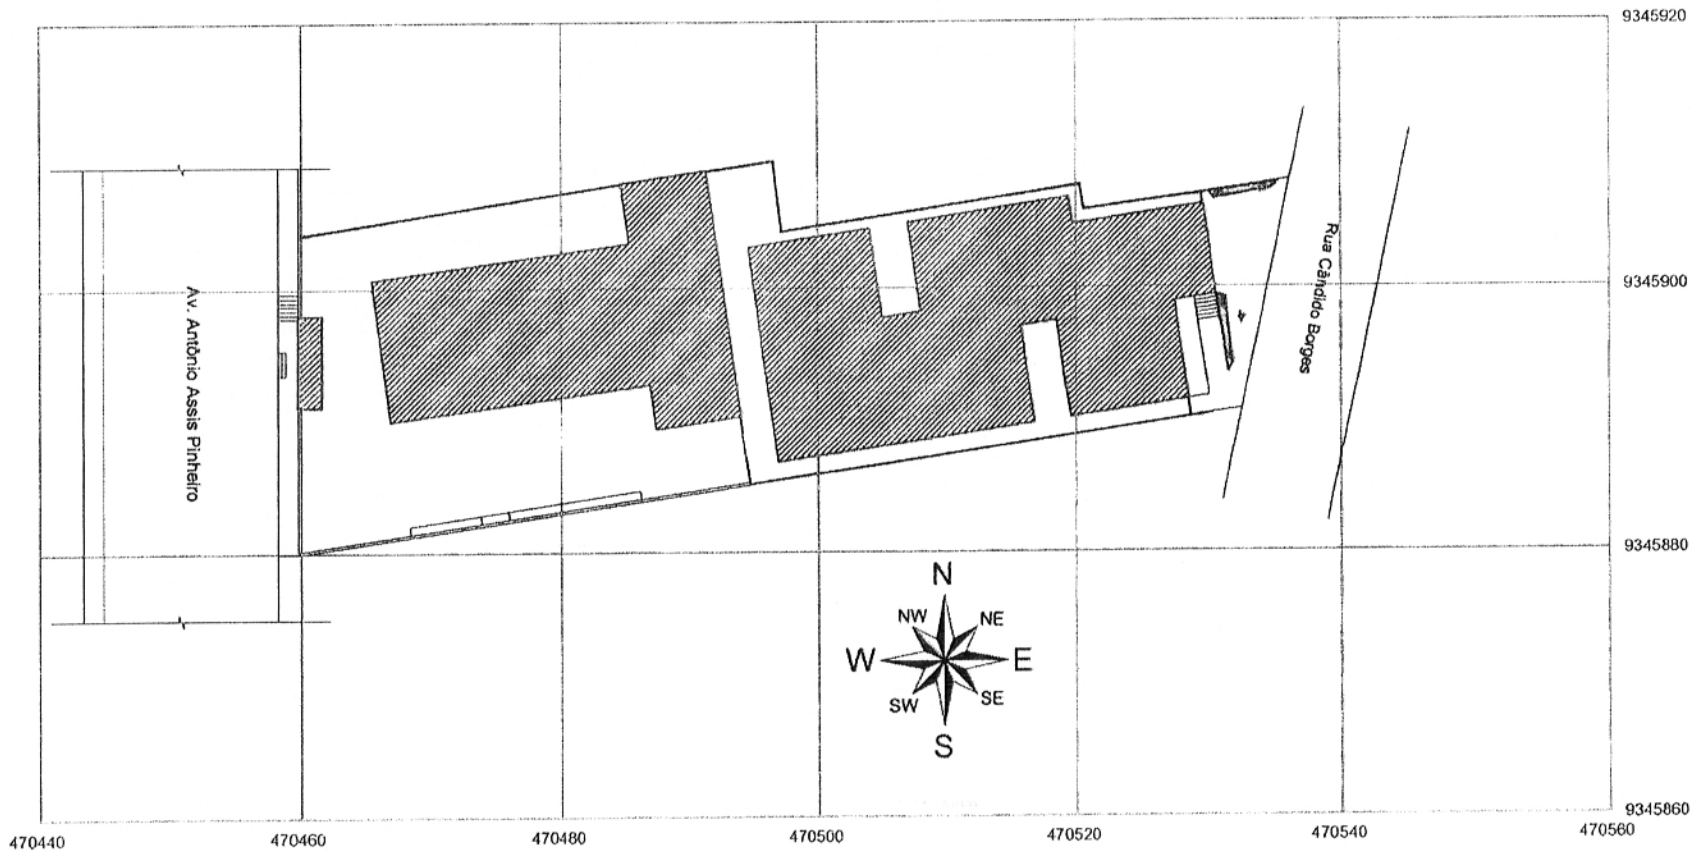 9345920
Av. Antônio Assis Pinheiro
Rua Cândido Borges
9345900
9345880
N
NW
NE
W
E
SW
SE
S
9345860
470440
470460
470480
470500
470520
470540
470560